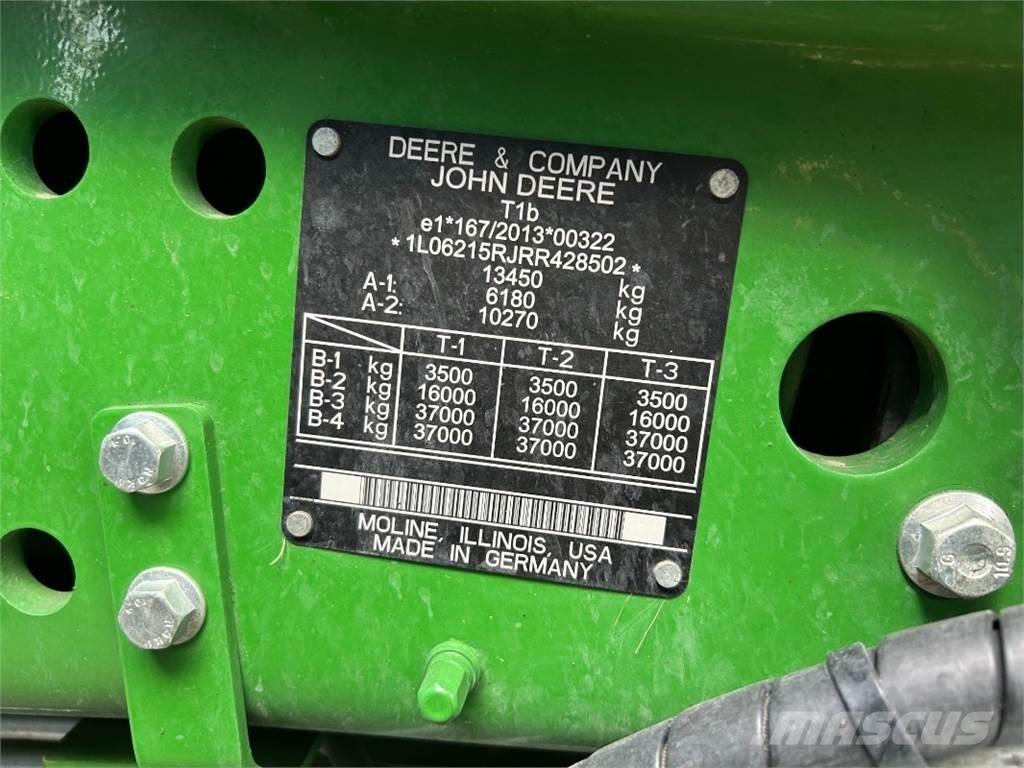 DEERE & COMPANY
JOHN DEERE
T1b
e1*167/2013*00322
*1L06215RJRR428502*
13450 kg
A-1: 6180 kg
A-2: 10270 kg
T-1 T-2 T-3
B-1 kg 3500 3500 3500
B-2 kg 16000 16000 16000
B-3 kg 37000 37000 37000
B-4 kg 37000 37000 37000
MOLINE, ILLINOIS, USA
MADE IN GERMANY
10.9
MASCUS